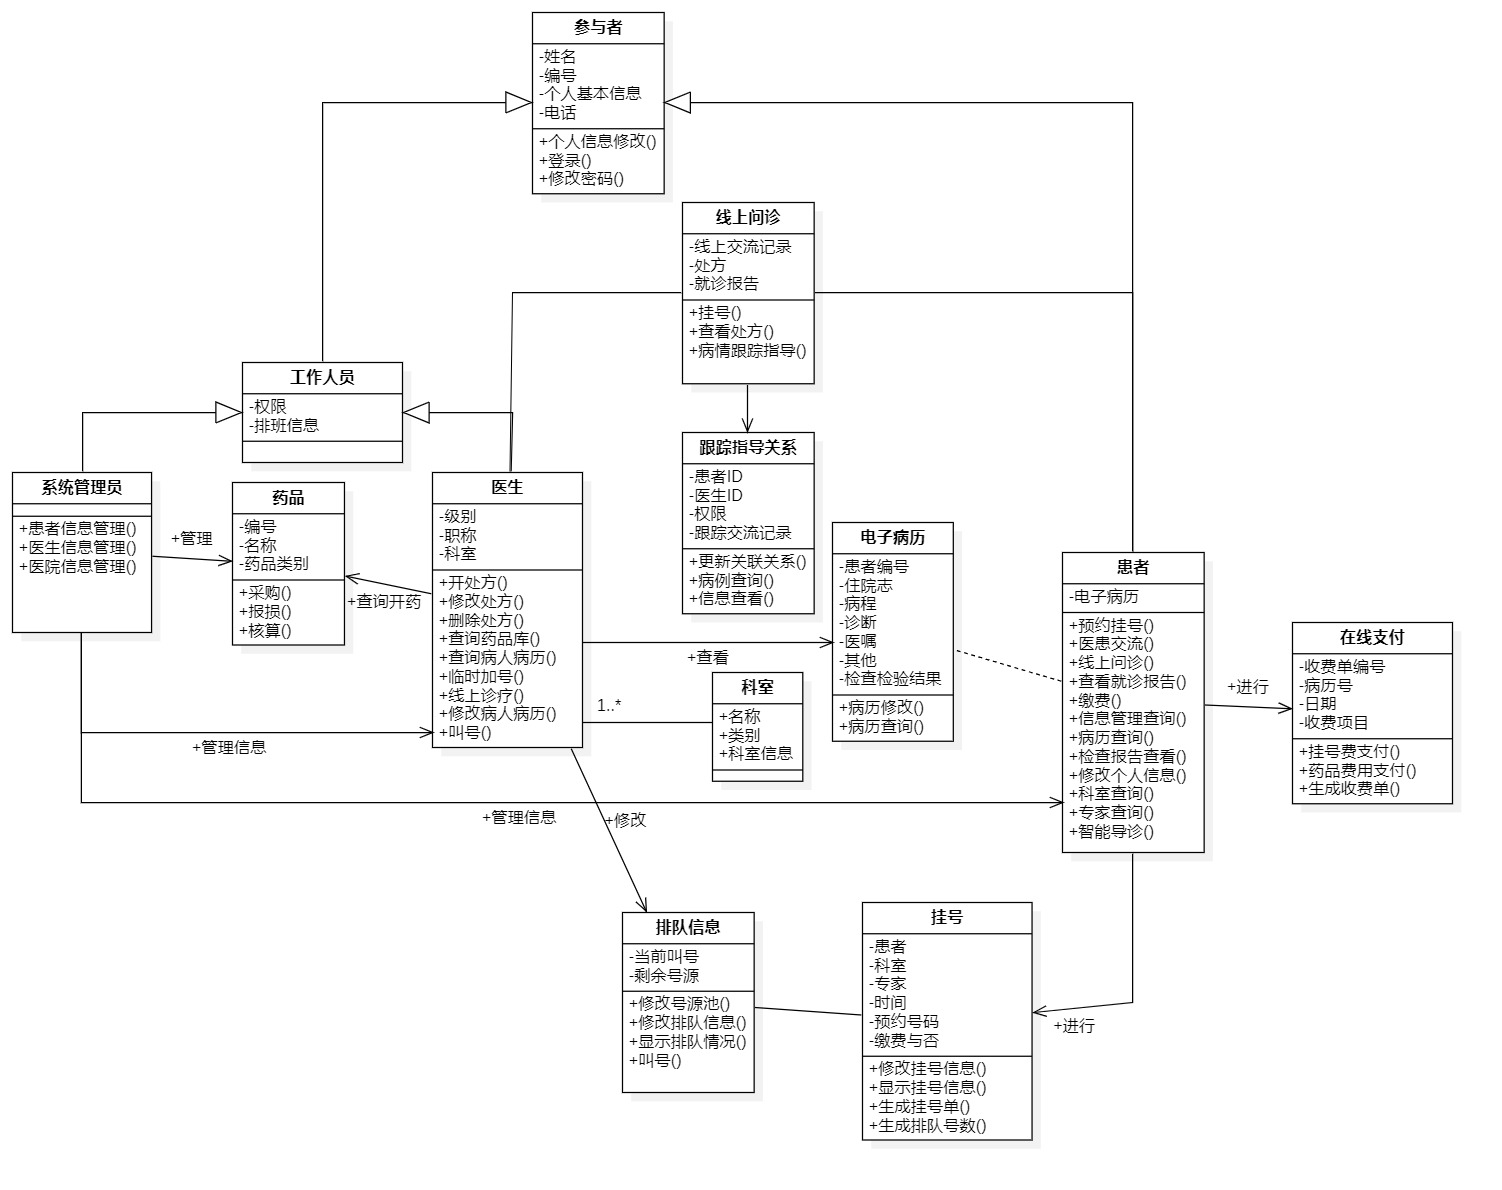 参与者
-姓名
-编号
-个人基本信息
-电话
+个人信息修改()
+登录()
+修改密码()
线上问诊
-线上交流记录
-处方
-就诊报告
+挂号()
+查看处方()
+病情跟踪指导()
工作人员
-权限
-排班信息
跟踪指导关系
-患者ID
-医生ID
-权限
-跟踪交流记录
+更新关联关系()
+病例查询()
+信息查看()
系统管理员
+患者信息管理()
+医生信息管理()
+医院信息管理()
+管理
药品
-编号
-名称
-药品类别
+采购()
+报损()
+核算()
+查询开药
医生
-级别
-职称
-科室
+开处方()
+修改处方()
+删除处方()
+查询药品库()
+查询病人病历()
+临时加号()
+线上诊疗()
+修改病人病历()
+叫号()
+查看
1..*
科室
+名称
+类别
+科室信息
电子病历
-患者编号
-住院志
-病程
-诊断
-医嘱
-其他
-检查检验结果
+病历修改()
+病历查询()
患者
-电子病历
+预约挂号()
+医患交流()
+线上问诊()
+查看就诊报告()
+缴费()
+信息管理查询()
+病历查询()
+检查报告查看()
+修改个人信息()
+科室查询()
+专家查询()
+智能导诊()
+进行
在线支付
-收费单编号
-病历号
-日期
-收费项目
+挂号费支付()
+药品费用支付()
+生成收费单()
+管理信息
+管理信息
+修改
排队信息
-当前叫号
-剩余号源
+修改号源池()
+修改排队信息()
+显示排队情况()
+叫号()
挂号
-患者
-科室
-专家
-时间
-预约号码
-缴费与否
+修改挂号信息()
+显示挂号信息()
+生成挂号单()
+生成排队号数()
+进行